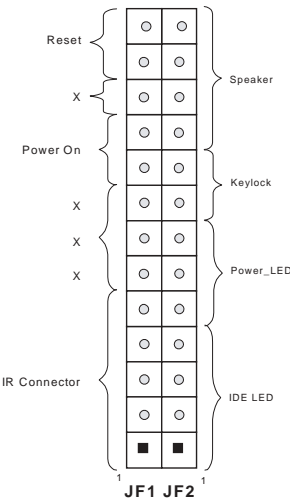 Reset
Speaker
X
Power On
Keylock
X
X
Power_LED
X
IR Connector
IDE LED
1
1
JF1 JF2